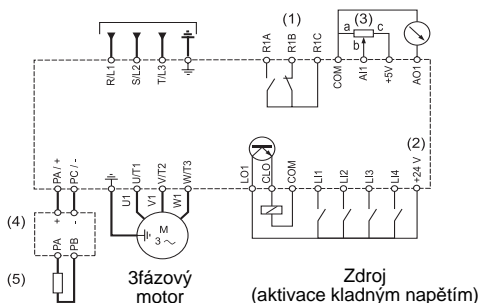 (1)
(3)
R/L1
S/L2
T/L3
R1A
R1B
R1C
COM
a
b
c
AI1
+5V
AO1
(2)
PA / +
PC / -
U/T1
V/T2
W/T3
U1
V1
W1
LO1
CLO
COM
LI1
LI2
LI3
LI4
+24 V
M
3 ~
(4)
+
-
PA
PB
(5)
3fázový
motor
Zdroj
(aktivace kladným napětím)